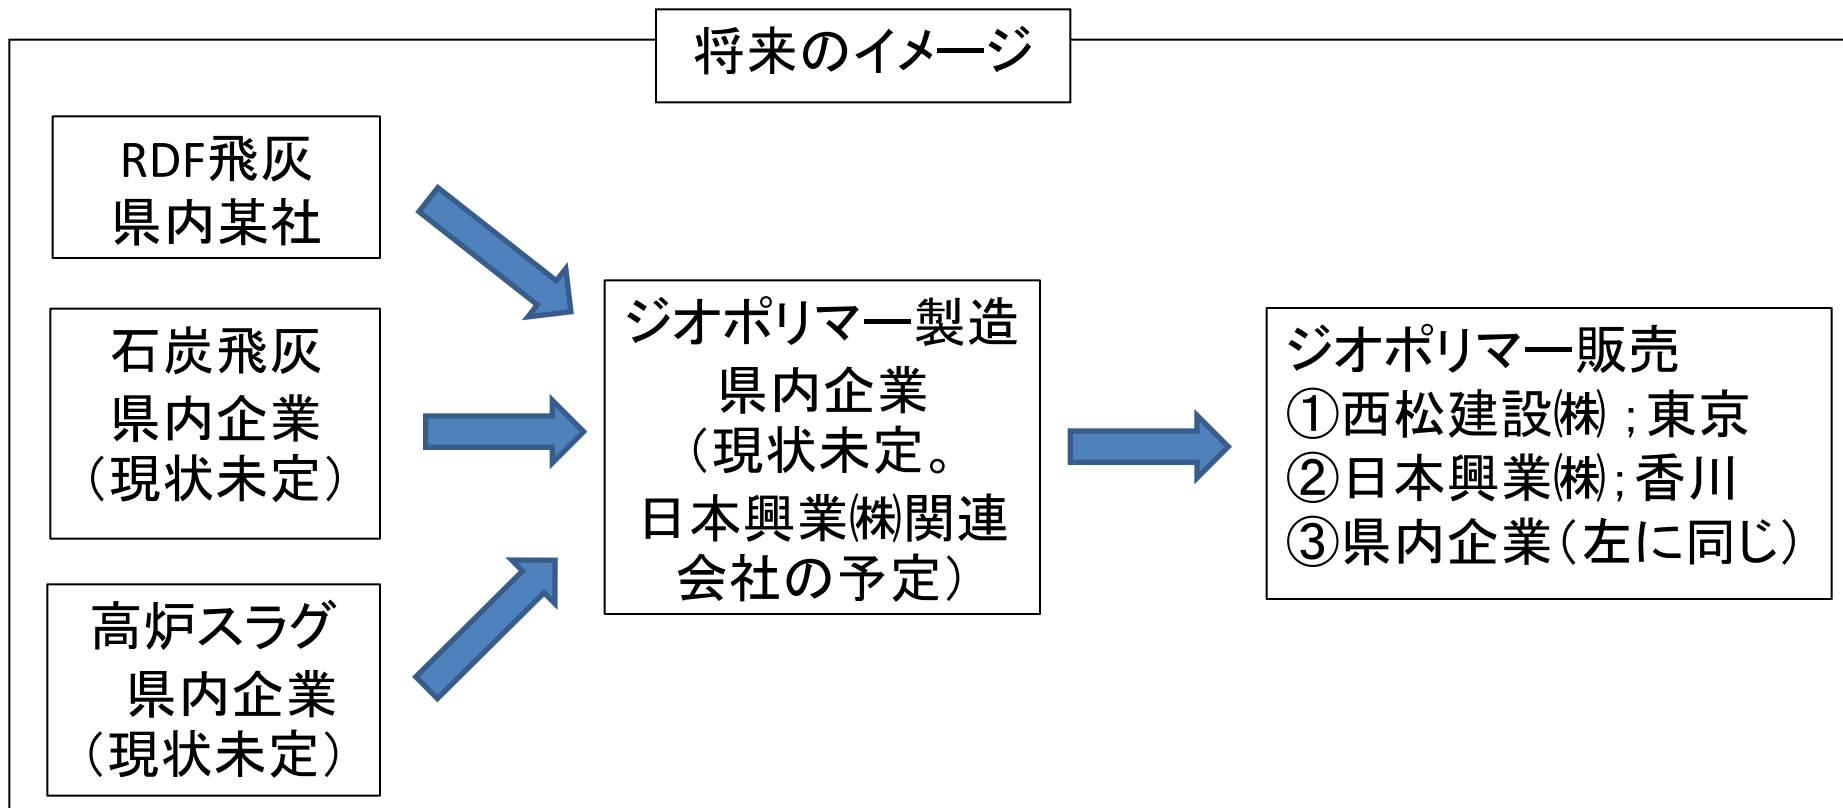 将来のイメージ
RDF飛灰
県内某社
石炭飛灰
県内企業
（現状未定）
高炉スラグ
県内企業
（現状未定）
ジオポリマー製造
県内企業
（現状未定。
日本興業㈱関連
会社の予定）
ジオポリマー販売
①西松建設㈱；東京
②日本興業㈱；香川
③県内企業（左に同じ）